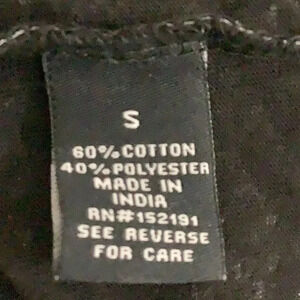 S
60% COTTON
40% POLYESTER
MADE IN
INDIA
RN#152191
SEE REVERSE
FOR CARE